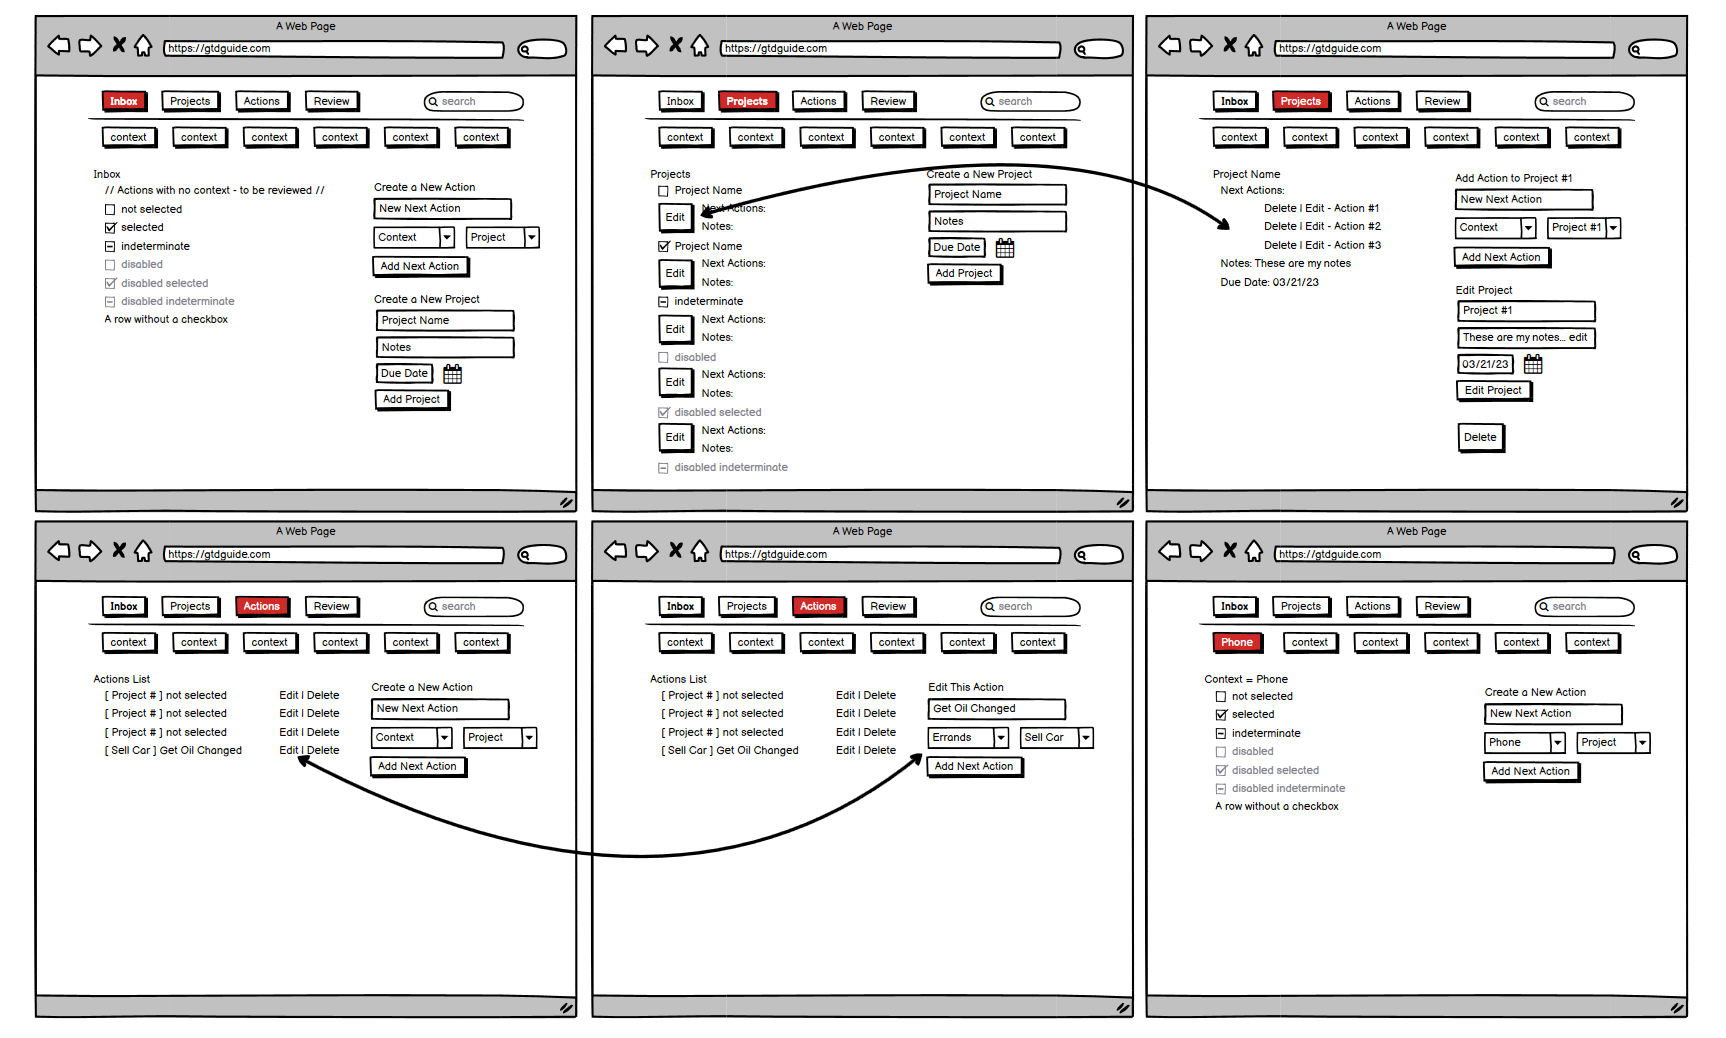 A Web Page
https://gtdguide.com
Inbox Projects Actions Review search
context context context context context context
Inbox
// Actions with no context - to be reviewed //
not selected
selected
indeterminate
disabled
disabled selected
disabled indeterminate
A row without a checkbox
Create a New Action
New Next Action
Context Project
Add Next Action
Create a New Project
Project Name
Notes
Due Date
Add Project
A Web Page
https://gtdguide.com
Inbox Projects Actions Review search
context context context context context context
Projects
Project Name
Edit
Next Actions:
Notes:
Project Name
Edit
Next Actions:
Notes:
indeterminate
Edit
Next Actions:
Notes:
disabled
Edit
Next Actions:
Notes:
disabled selected
Edit
Next Actions:
Notes:
disabled indeterminate
Create a New Project
Project Name
Notes
Due Date
Add Project
A Web Page
https://gtdguide.com
Inbox Projects Actions Review search
context context context context context context
Project Name
Next Actions:
Delete | Edit - Action #1
Delete | Edit - Action #2
Delete | Edit - Action #3
Notes: These are my notes
Due Date: 03/21/23
Add Action to Project #1
New Next Action
Context Project #1
Add Next Action
Edit Project
Project #1
These are my notes... edit
03/21/23
Edit Project
Delete
A Web Page
https://gtdguide.com
Inbox Projects Actions Review search
context context context context context context
Actions List
[ Project # ] not selected Edit | Delete
[ Project # ] not selected Edit | Delete
[ Project # ] not selected Edit | Delete
[ Sell Car ] Get Oil Changed Edit | Delete
Create a New Action
New Next Action
Context Project
Add Next Action
A Web Page
https://gtdguide.com
Inbox Projects Actions Review search
context context context context context context
Actions List
[ Project # ] not selected Edit | Delete
[ Project # ] not selected Edit | Delete
[ Project # ] not selected Edit | Delete
[ Sell Car ] Get Oil Changed Edit | Delete
Edit This Action
Get Oil Changed
Errands Sell Car
Add Next Action
A Web Page
https://gtdguide.com
Inbox Projects Actions Review search
Phone context context context context context
Context = Phone
not selected
selected
indeterminate
disabled
disabled selected
disabled indeterminate
A row without a checkbox
Create a New Action
New Next Action
Phone Project
Add Next Action